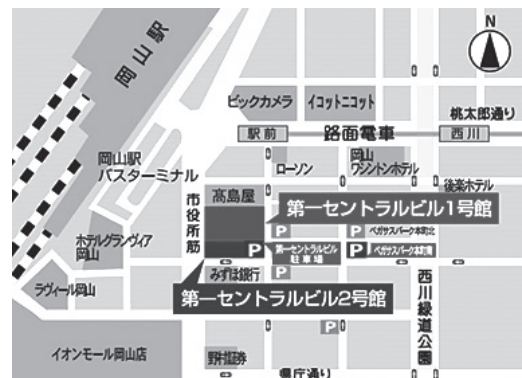 N
岡山駅
ビックカメラ
イコットニコット
桃太郎通り
駅前
路面電車
西川
岡山駅
バスターミナル
ローソン
岡山
ワシントンホテル
後楽ホテル
市役所筋
髙島屋
第一セントラルビル1号館
P
P
ペガサスパーク本町北
ホテルグランヴィア
岡山
P
第一セントラルビル
駐車場
P
ペガサスパーク本町南
みずほ銀行
P
第一セントラルビル2号館
ラヴィール岡山
西川緑道公園
P
イオンモール岡山店
野村証券
県庁通り